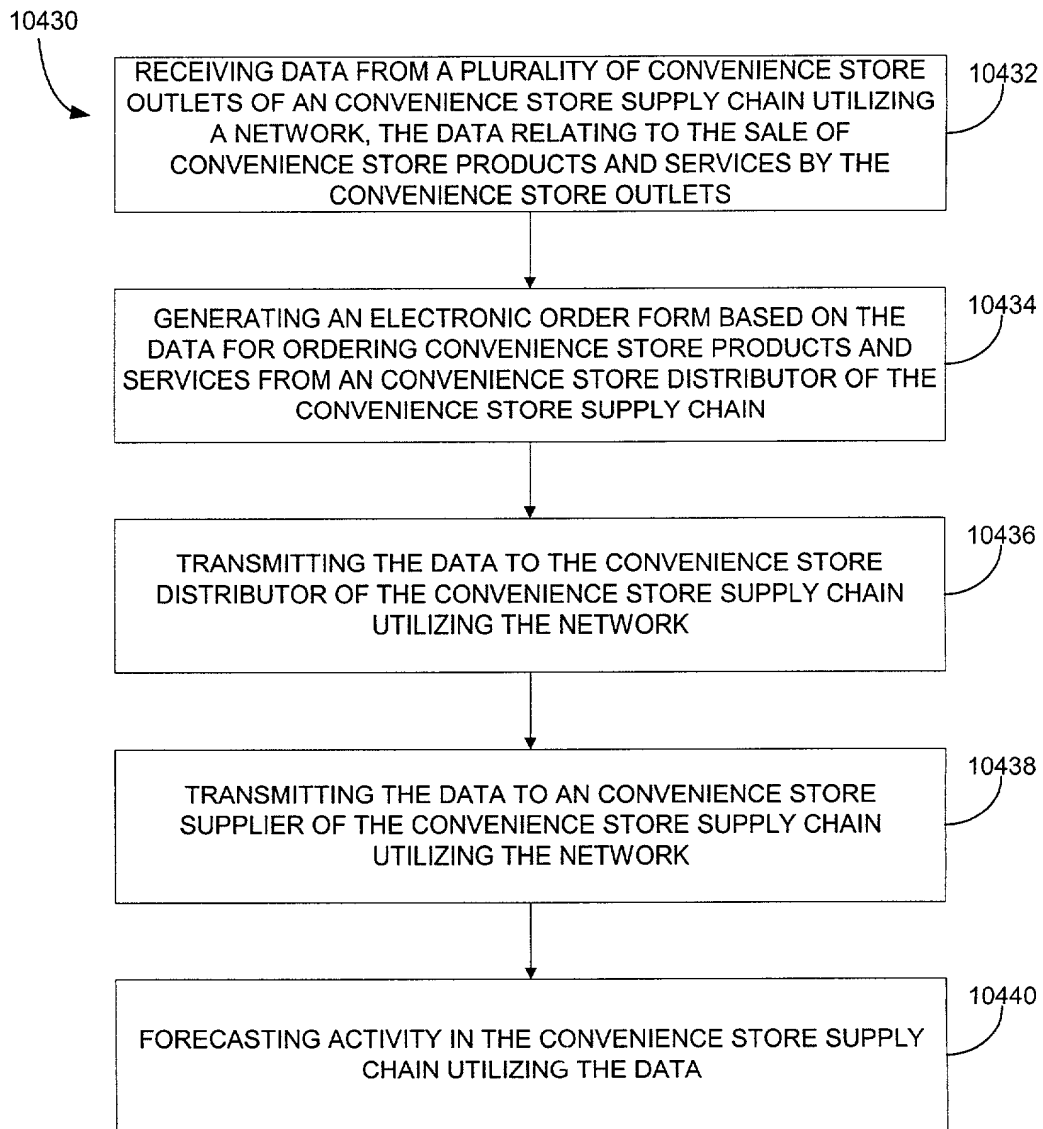 10430
RECEIVING DATA FROM A PLURALITY OF CONVENIENCE STORE
OUTLETS OF AN CONVENIENCE STORE SUPPLY CHAIN UTILIZING
A NETWORK, THE DATA RELATING TO THE SALE OF
CONVENIENCE STORE PRODUCTS AND SERVICES BY THE
CONVENIENCE STORE OUTLETS
10432
GENERATING AN ELECTRONIC ORDER FORM BASED ON THE
DATA FOR ORDERING CONVENIENCE STORE PRODUCTS AND
SERVICES FROM AN CONVENIENCE STORE DISTRIBUTOR OF THE
CONVENIENCE STORE SUPPLY CHAIN
10434
TRANSMITTING THE DATA TO THE CONVENIENCE STORE
DISTRIBUTOR OF THE CONVENIENCE STORE SUPPLY CHAIN
UTILIZING THE NETWORK
10436
TRANSMITTING THE DATA TO AN CONVENIENCE STORE
SUPPLIER OF THE CONVENIENCE STORE SUPPLY CHAIN
UTILIZING THE NETWORK
10438
FORECASTING ACTIVITY IN THE CONVENIENCE STORE SUPPLY
CHAIN UTILIZING THE DATA
10440